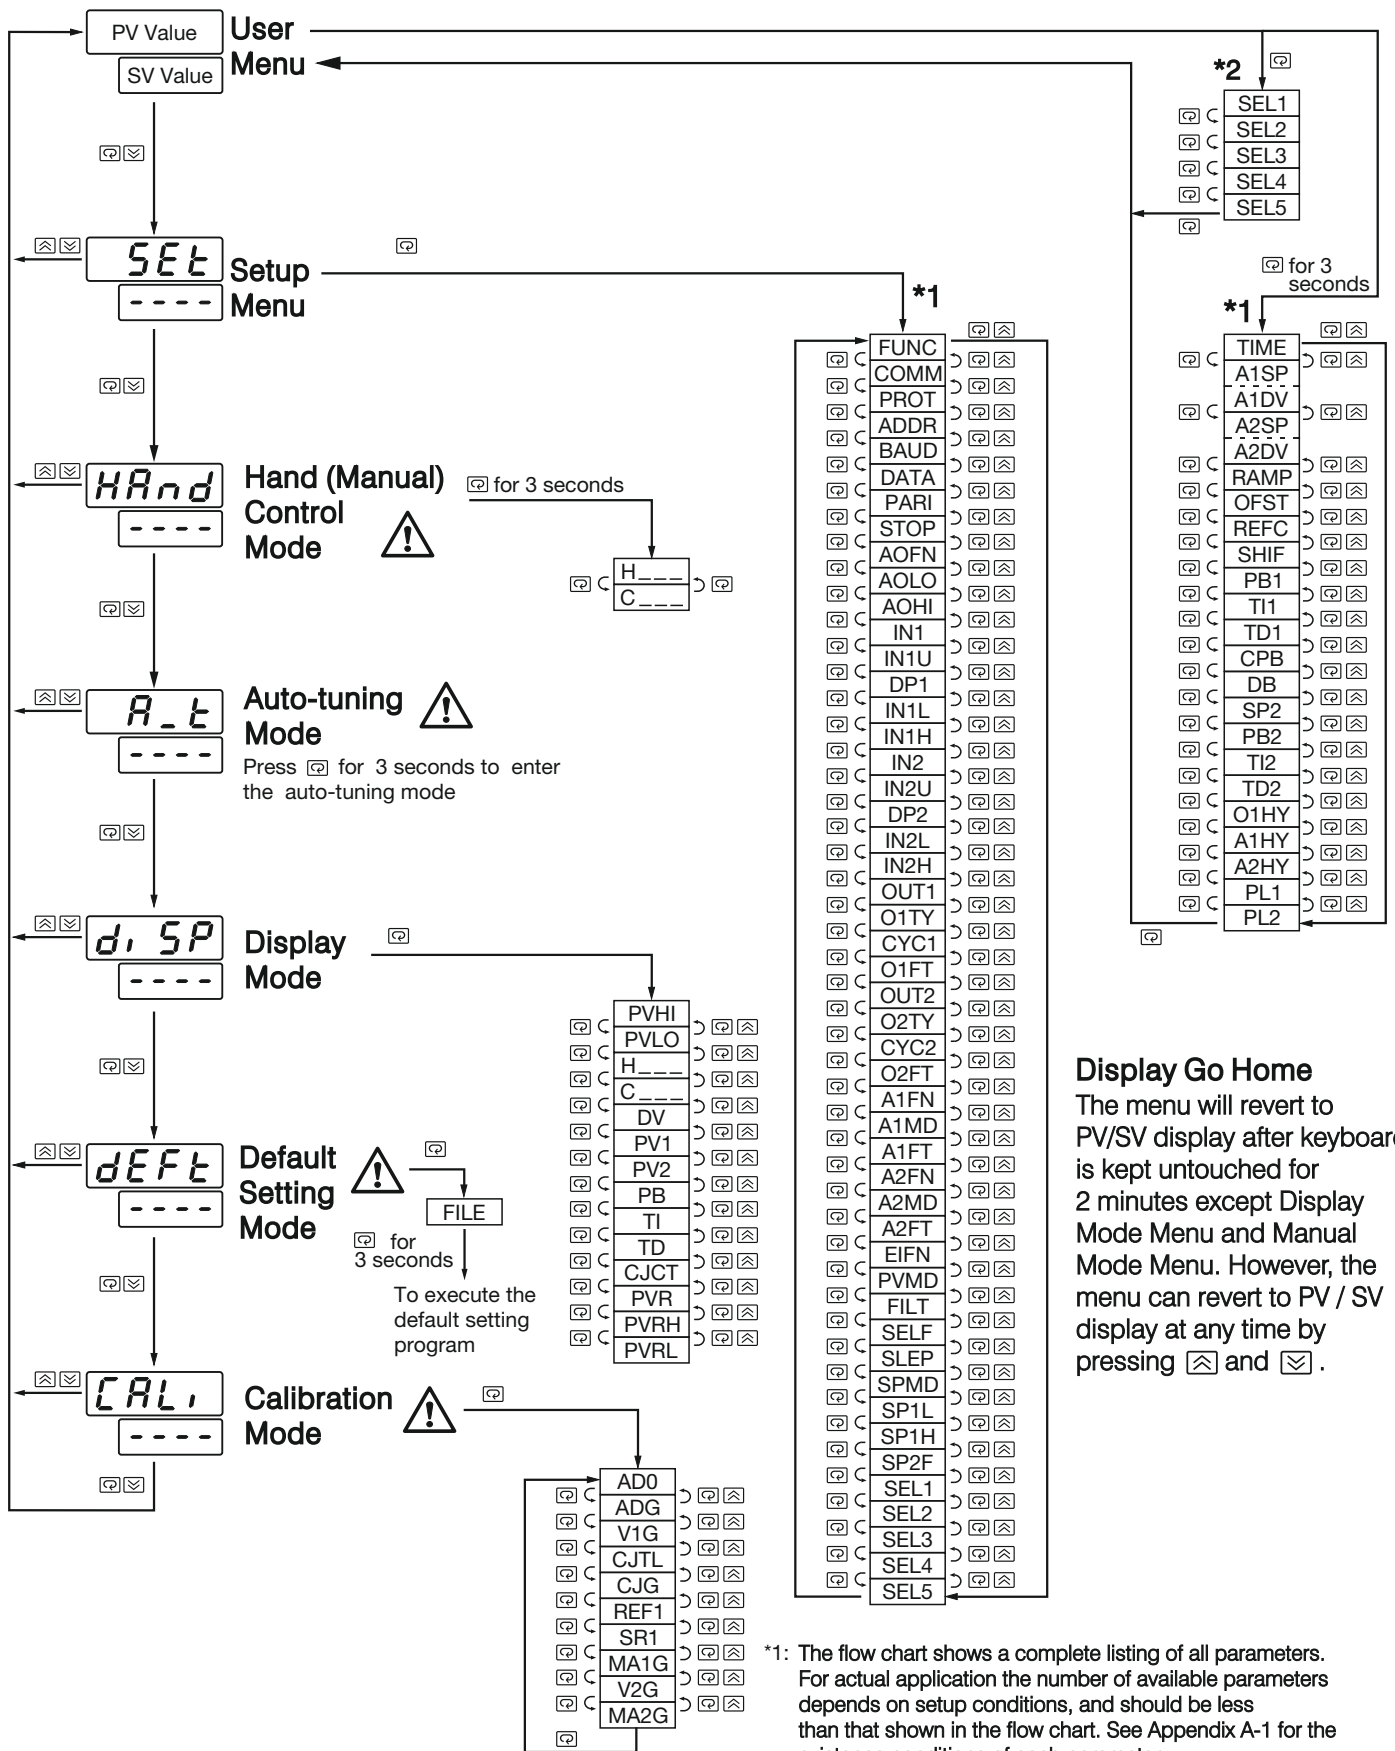 PV Value
SV Value
User
Menu
*2
SEL1
SEL2
SEL3
SEL4
SEL5
SEt
- - - -
Setup
Menu
for 3
seconds
*1
TIME
A1SP
A1DV
A2SP
A2DV
RAMP
OFST
REFC
SHIF
PB1
TI1
TD1
CPB
DB
SP2
PB2
TI2
TD2
O1HY
A1HY
A2HY
PL1
PL2
*1
FUNC
COMM
PROT
ADDR
BAUD
DATA
PARI
STOP
AOFN
AOLO
AOHI
IN1
IN1U
DP1
IN1L
IN1H
IN2
IN2U
DP2
IN2L
IN2H
OUT1
O1TY
CYC1
O1FT
OUT2
O2TY
CYC2
O2FT
A1FN
A1MD
A1FT
A2FN
A2MD
A2FT
EIFN
PVMD
FILT
SELF
SLEP
SPMD
SP1L
SP1H
SP2F
SEL1
SEL2
SEL3
SEL4
SEL5
HAnd
- - - -
Hand (Manual)
Control
Mode
for 3 seconds
H_ _ _
C_ _ _
A_t
- - - -
Auto-tuning
Mode
Press for 3 seconds to enter
the auto-tuning mode
di SP
- - - -
Display
Mode
PVHI
PVLO
H_ _ _
C_ _ _
DV
PV1
PV2
PB
TI
TD
CJCT
PVR
PVRH
PVRL
dEFt
- - - -
Default
Setting
Mode
FILE
for
3 seconds
To execute the
default setting
program
CALi
- - - -
Calibration
Mode
AD0
ADG
V1G
CJTL
CJG
REF1
SR1
MA1G
V2G
MA2G
Display Go Home
The menu will revert to
PV/SV display after keyboar
is kept untouched for
2 minutes except Display
Mode Menu and Manual
Mode Menu. However, the
menu can revert to PV / SV
display at any time by
pressing and .
*1: The flow chart shows a complete listing of all parameters.
For actual application the number of available parameters
depends on setup conditions, and should be less
than that shown in the flow chart. See Appendix A-1 for the